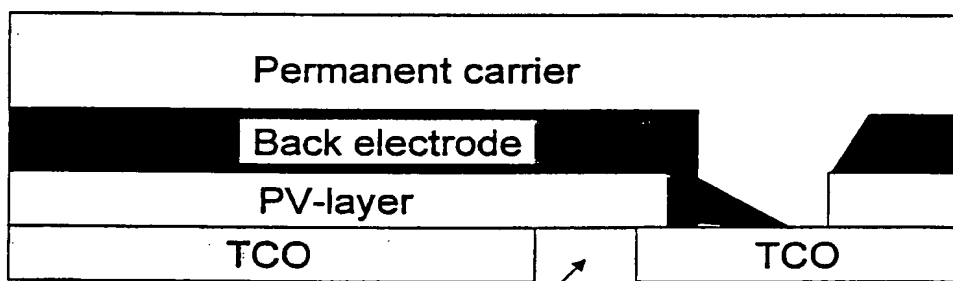 Permanent carrier
Back electrode
PV-layer
TCO
TCO